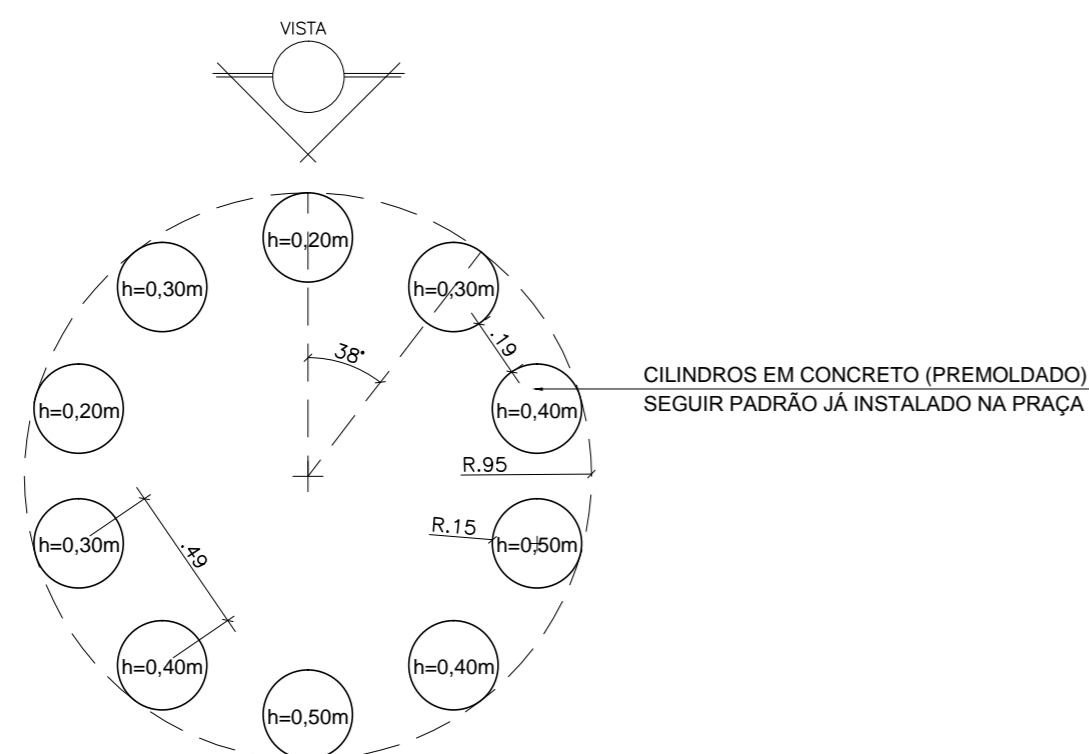 VISTA
h=0,20m
h=0,30m
h=0,30m
38°
.19
CILINDROS EM CONCRETO (PREMOLDADO)
SEGUIR PADRÃO JÁ INSTALADO NA PRAÇA
h=0,20m
h=0,40m
R.95
R.15
h=0,30m
h=0,50m
.49
h=0,40m
h=0,40m
h=0,50m